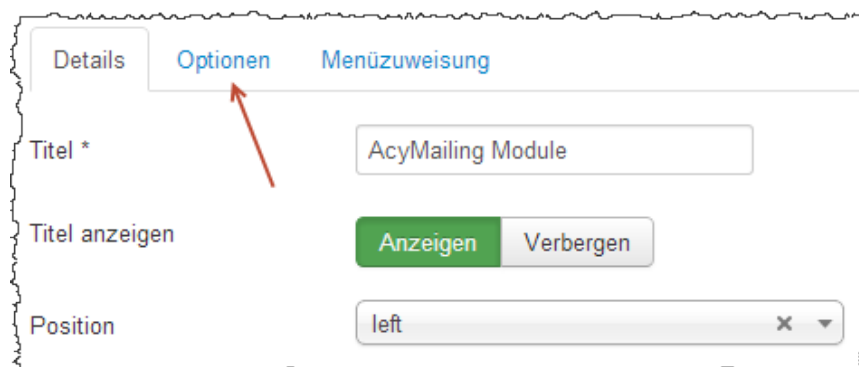 Details Optionen Menüzuweisung
Titel * AcyMailing Module
Titel anzeigen Anzeigen Verbergen
Position left